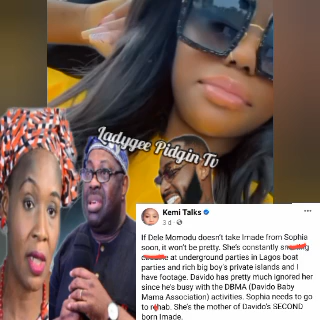 Ladygee Pidgin Tv
Kemi Talks
3 d
If Dele Momodu doesn't take Imade from Sophia
soon, it won't be pretty. She's constantly
at underground parties in Lagos boat
parties and rich big boy's private islands and I
have footage. Davido has pretty much ignored her
since he's busy with the DBMA (Davido Baby
Mama Association) activities. Sophia needs to go
to rehab. She's the mother of Davido's SECOND
born Imade.